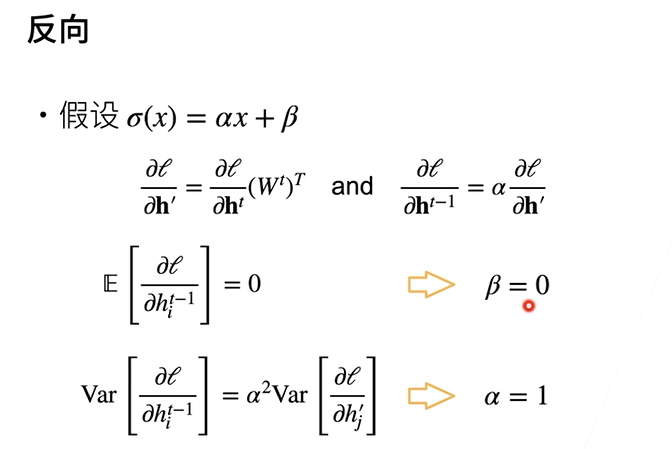 反向
• 假设 σ(x) = αx + β
∂ℓ/∂𝐡′ = ∂ℓ/∂𝐡ᵗ (Wᵗ)ᵀ and ∂ℓ/∂𝐡ᵗ⁻¹ = α ∂ℓ/∂𝐡′
𝔼[∂ℓ/∂hᵢᵗ⁻¹] = 0 ⇨ β = 0
Var[∂ℓ/∂hᵢᵗ⁻¹] = α²Var[∂ℓ/∂hⱼ′] ⇨ α = 1